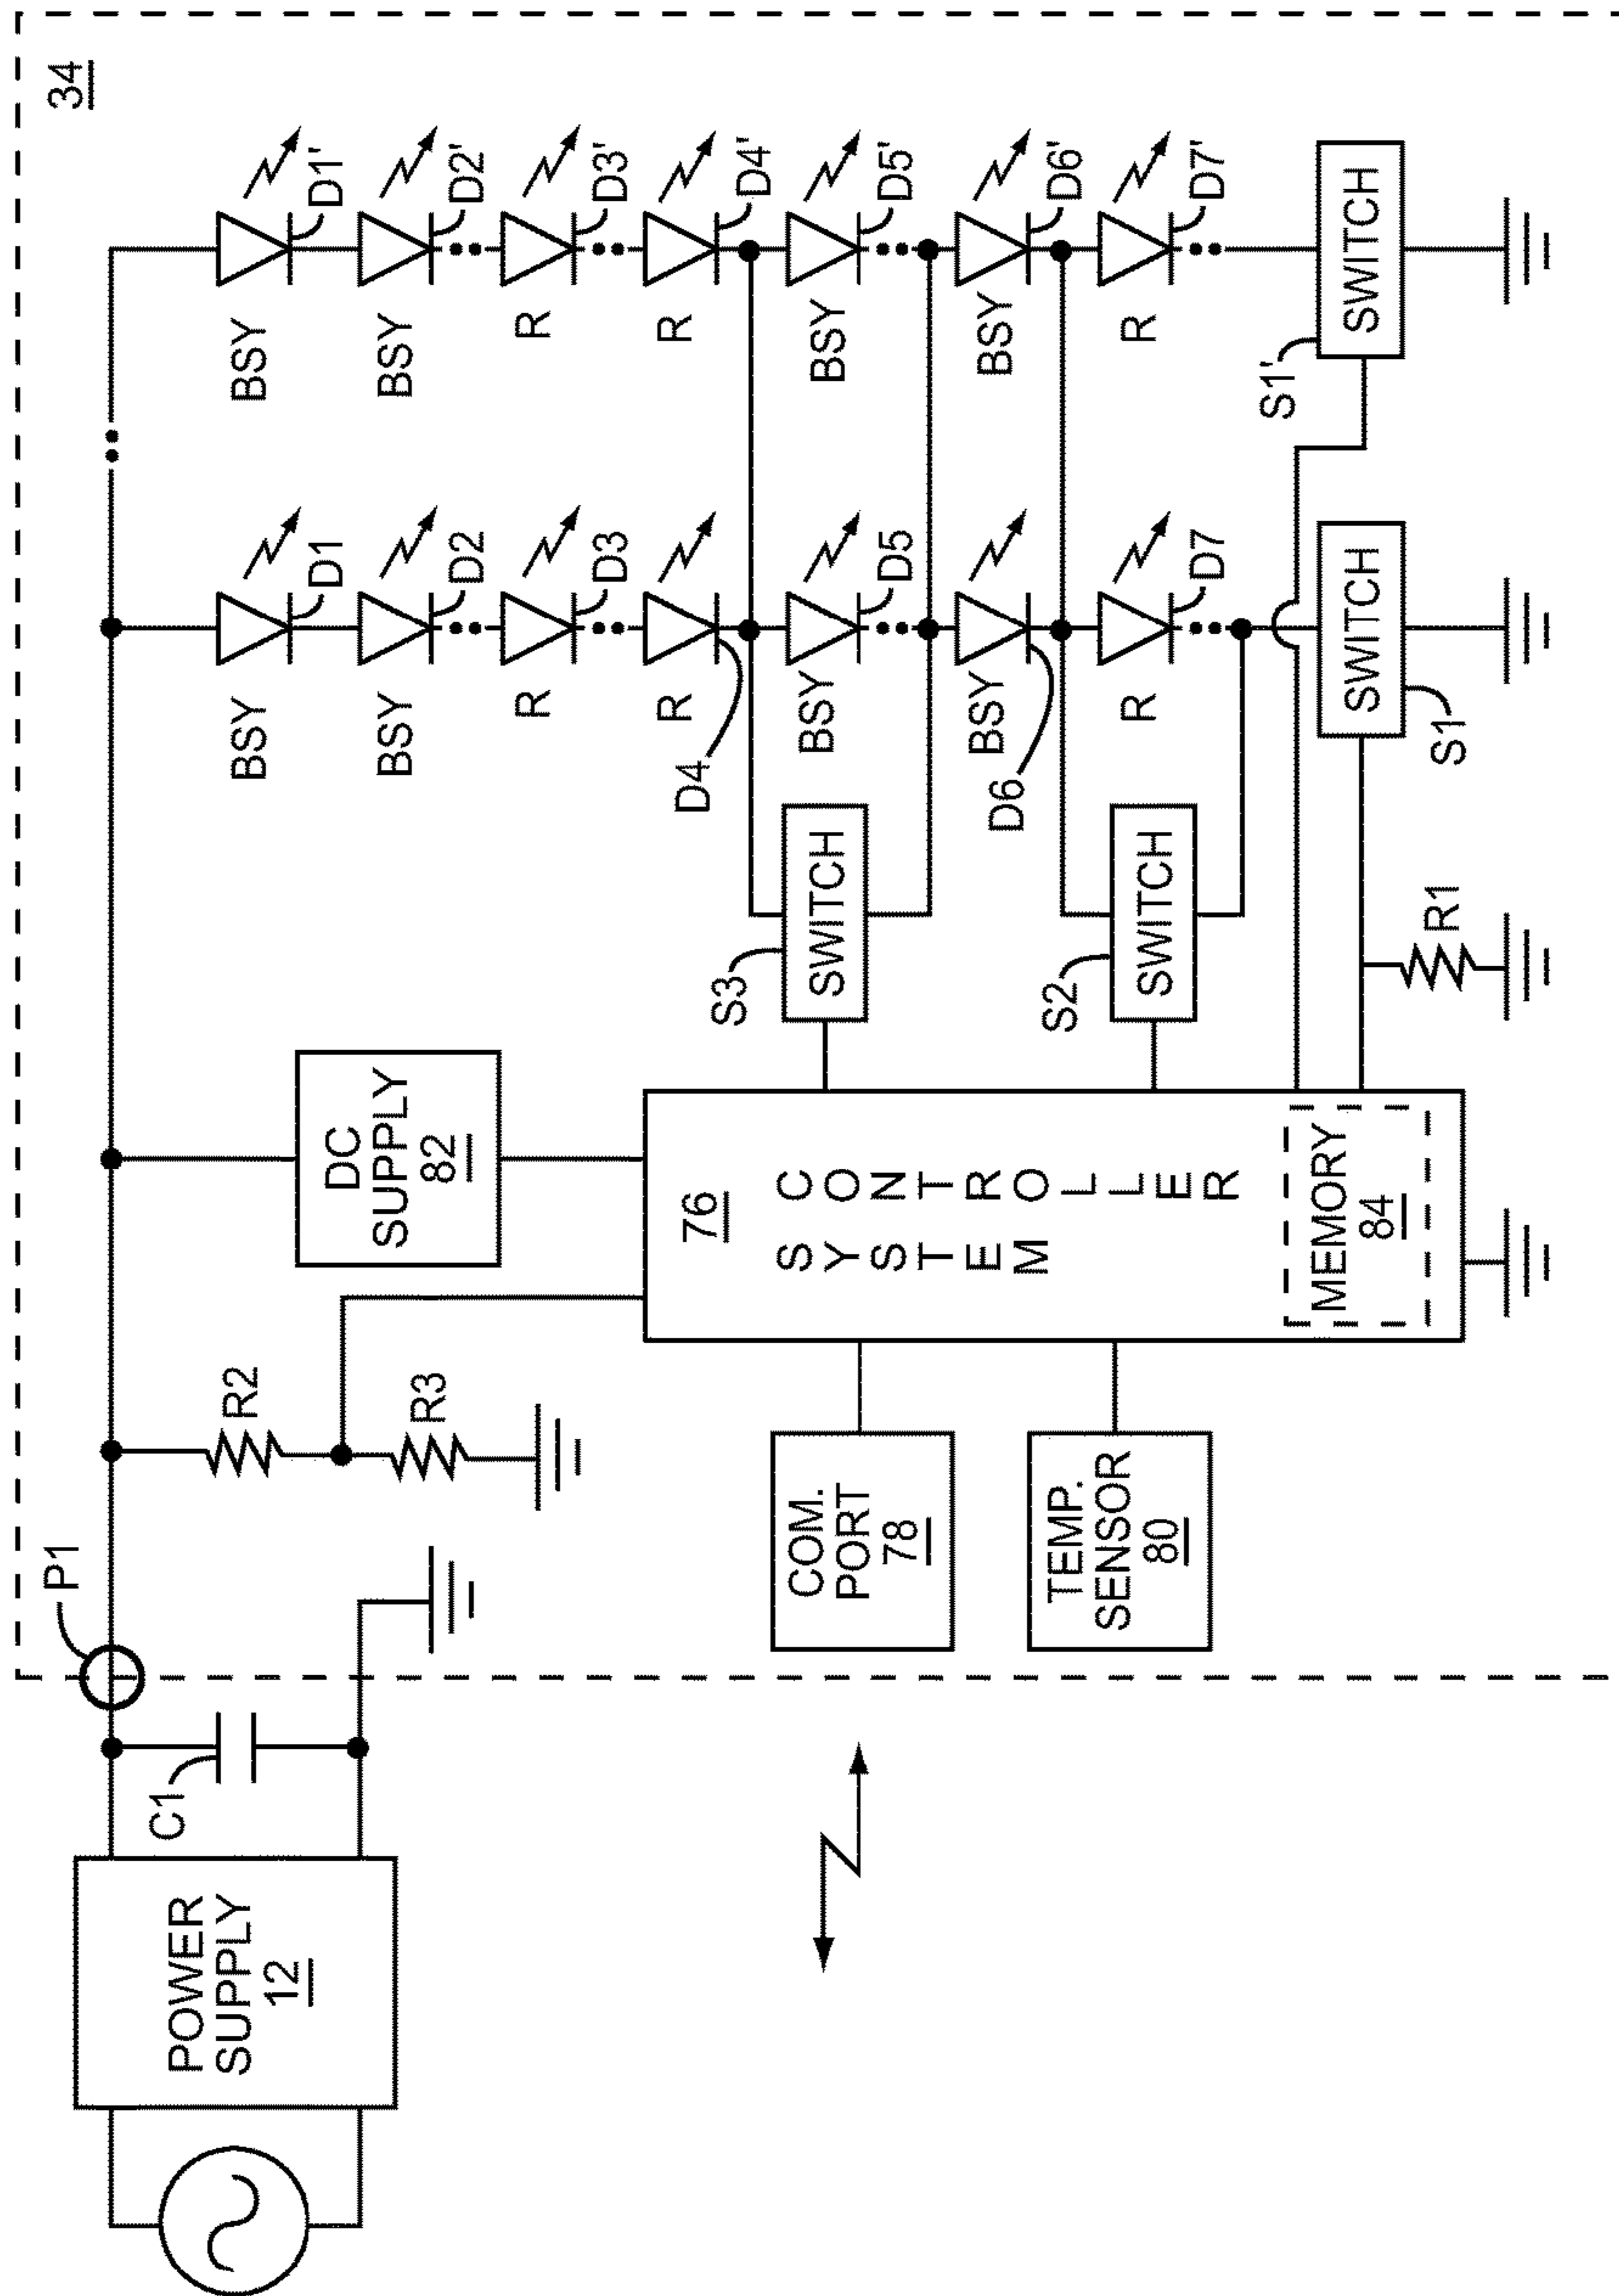 34
P1
POWER
SUPPLY
12
C1
R2
R3
DC
SUPPLY
82
BSY
D1
BSY
D1'
BSY
D2
BSY
D2'
R
D3
R
D3'
R
D4
R
D4'
S3
SWITCH
BSY
D5
BSY
D5'
BSY
D6
BSY
D6'
S2
SWITCH
R
D7
R
D7'
COM.
PORT
78
TEMP.
SENSOR
80
76
SYSTEM
CONTROLLER
MEMORY
84
R1
S1
SWITCH
S1'
SWITCH